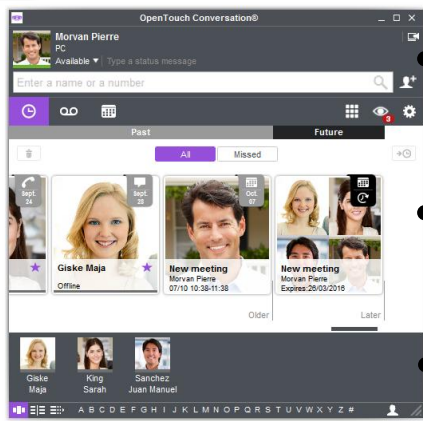 OpenTouch Conversation®
Morvan Pierre
PC
Available ▼ Type a status message
Enter a name or a number
3
Past Future
All Missed
Sept. 24
Sept. 23
Oct. 07
Giske Maja
Offline
New meeting
Morvan Pierre
07/10 10:38-11:38
New meeting
Morvan Pierre
Expires:26/03/2016
Older
Later
Giske Maja
King Sarah
Sanchez Juan Manuel
A B C D E F G H I J K L M N O P Q R S T U V W X Y Z #